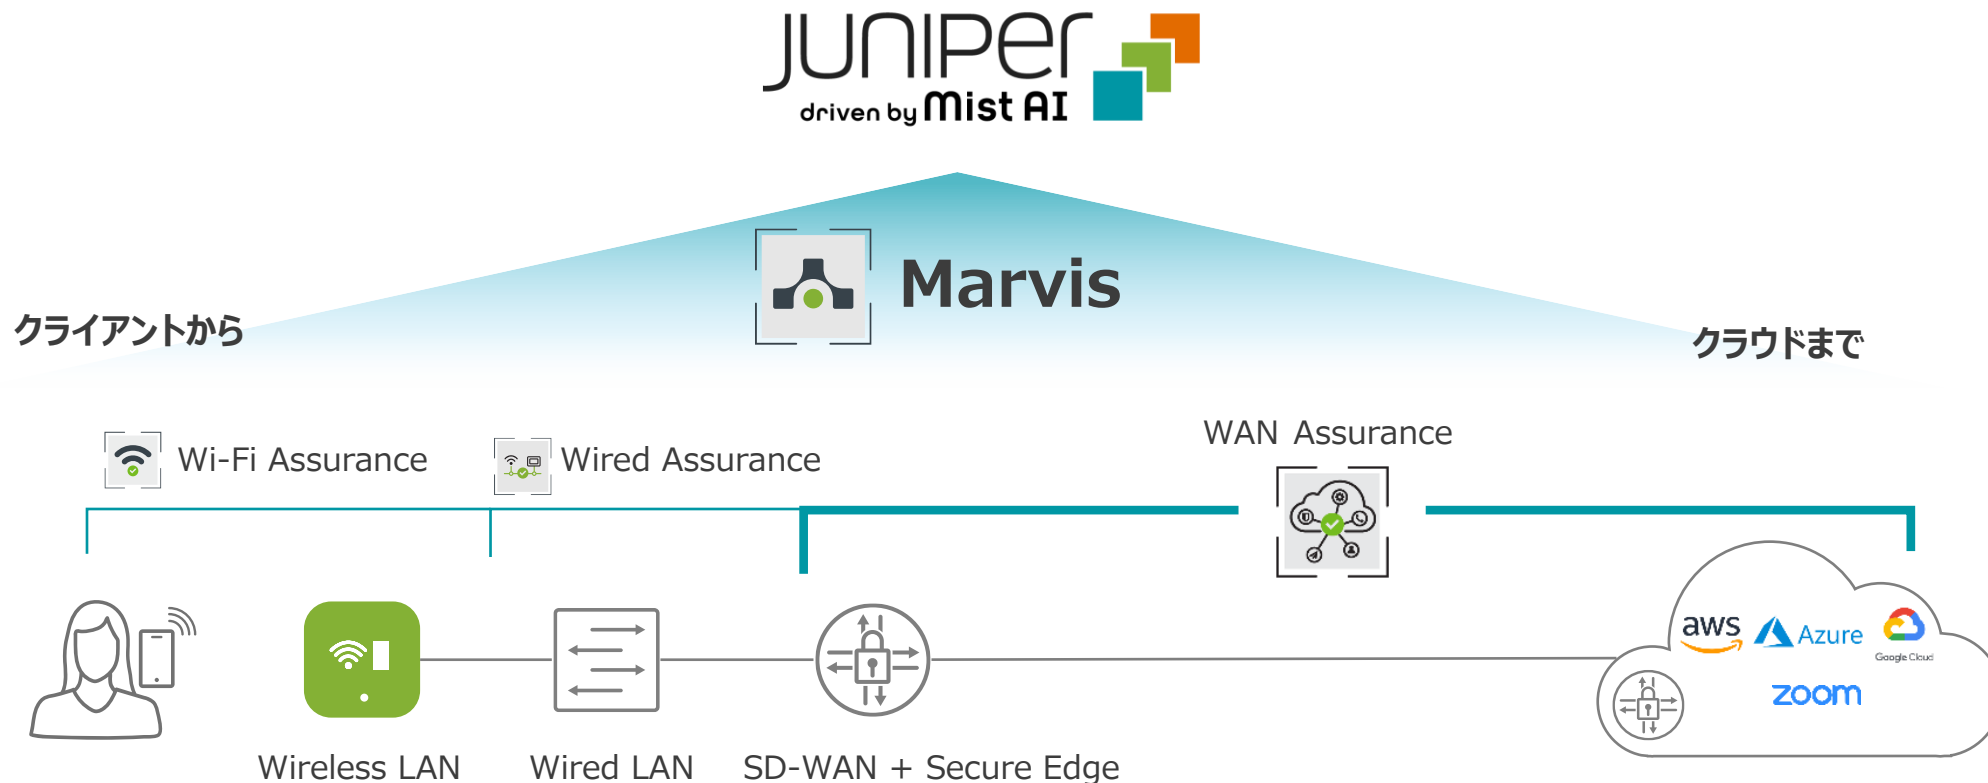 JUNIPer
driven by Mist AI
Marvis
クライアントから
クラウドまで
Wi-Fi Assurance
Wired Assurance
WAN Assurance
aws
Azure
Google Cloud
zoom
Wireless LAN
Wired LAN
SD-WAN + Secure Edge